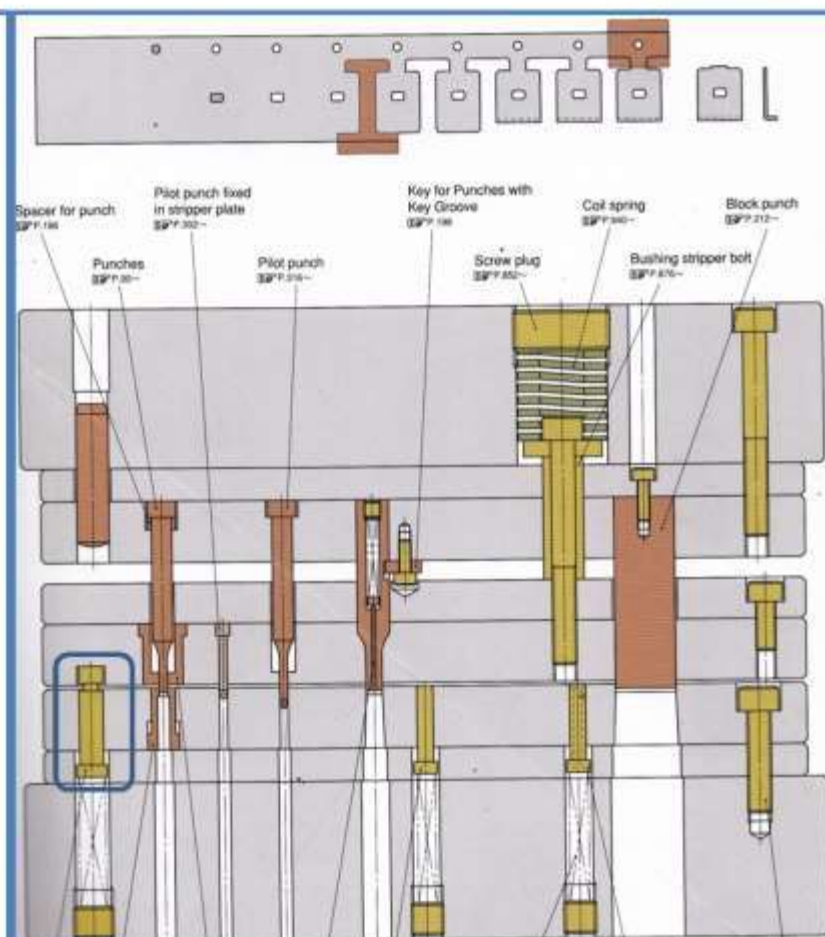 Spacer for punch
Pilot punch fixed
in stripper plate
Key for Punches with
Key Groove
Coil spring
Block punch
P.212~
Punches
Pilot punch
Screw plug
Bushing stripper bolt